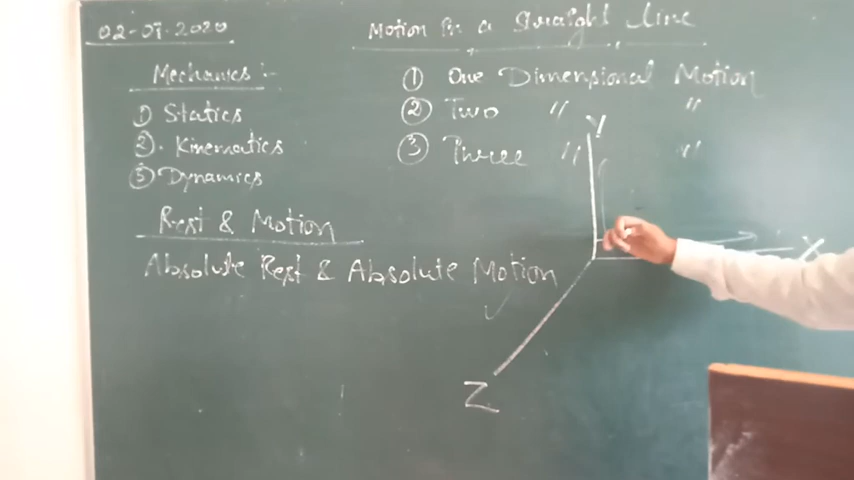 02-07-2020
Motion in a Straight Line
Mechanics :-
① Statics
②. Kinematics
③ Dynamics
Rest & Motion
Absolute Rest & Absolute Motion
① One Dimensional Motion
② Two " "
③ Three " "
Y
X
Z